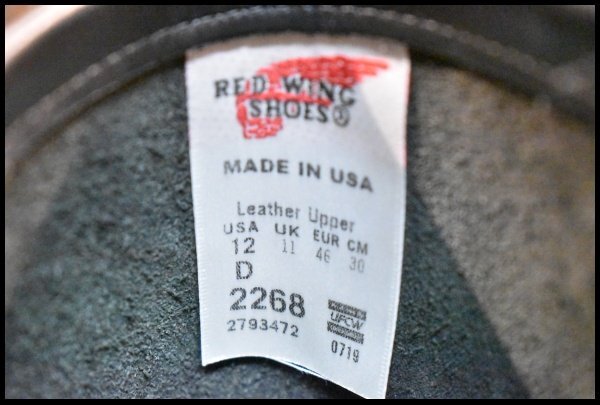 RED WING
SHOES®
MADE IN USA
Leather Upper
USA UK EUR CM
12 11 46 30
D
2268
2793472
UFCW
0719